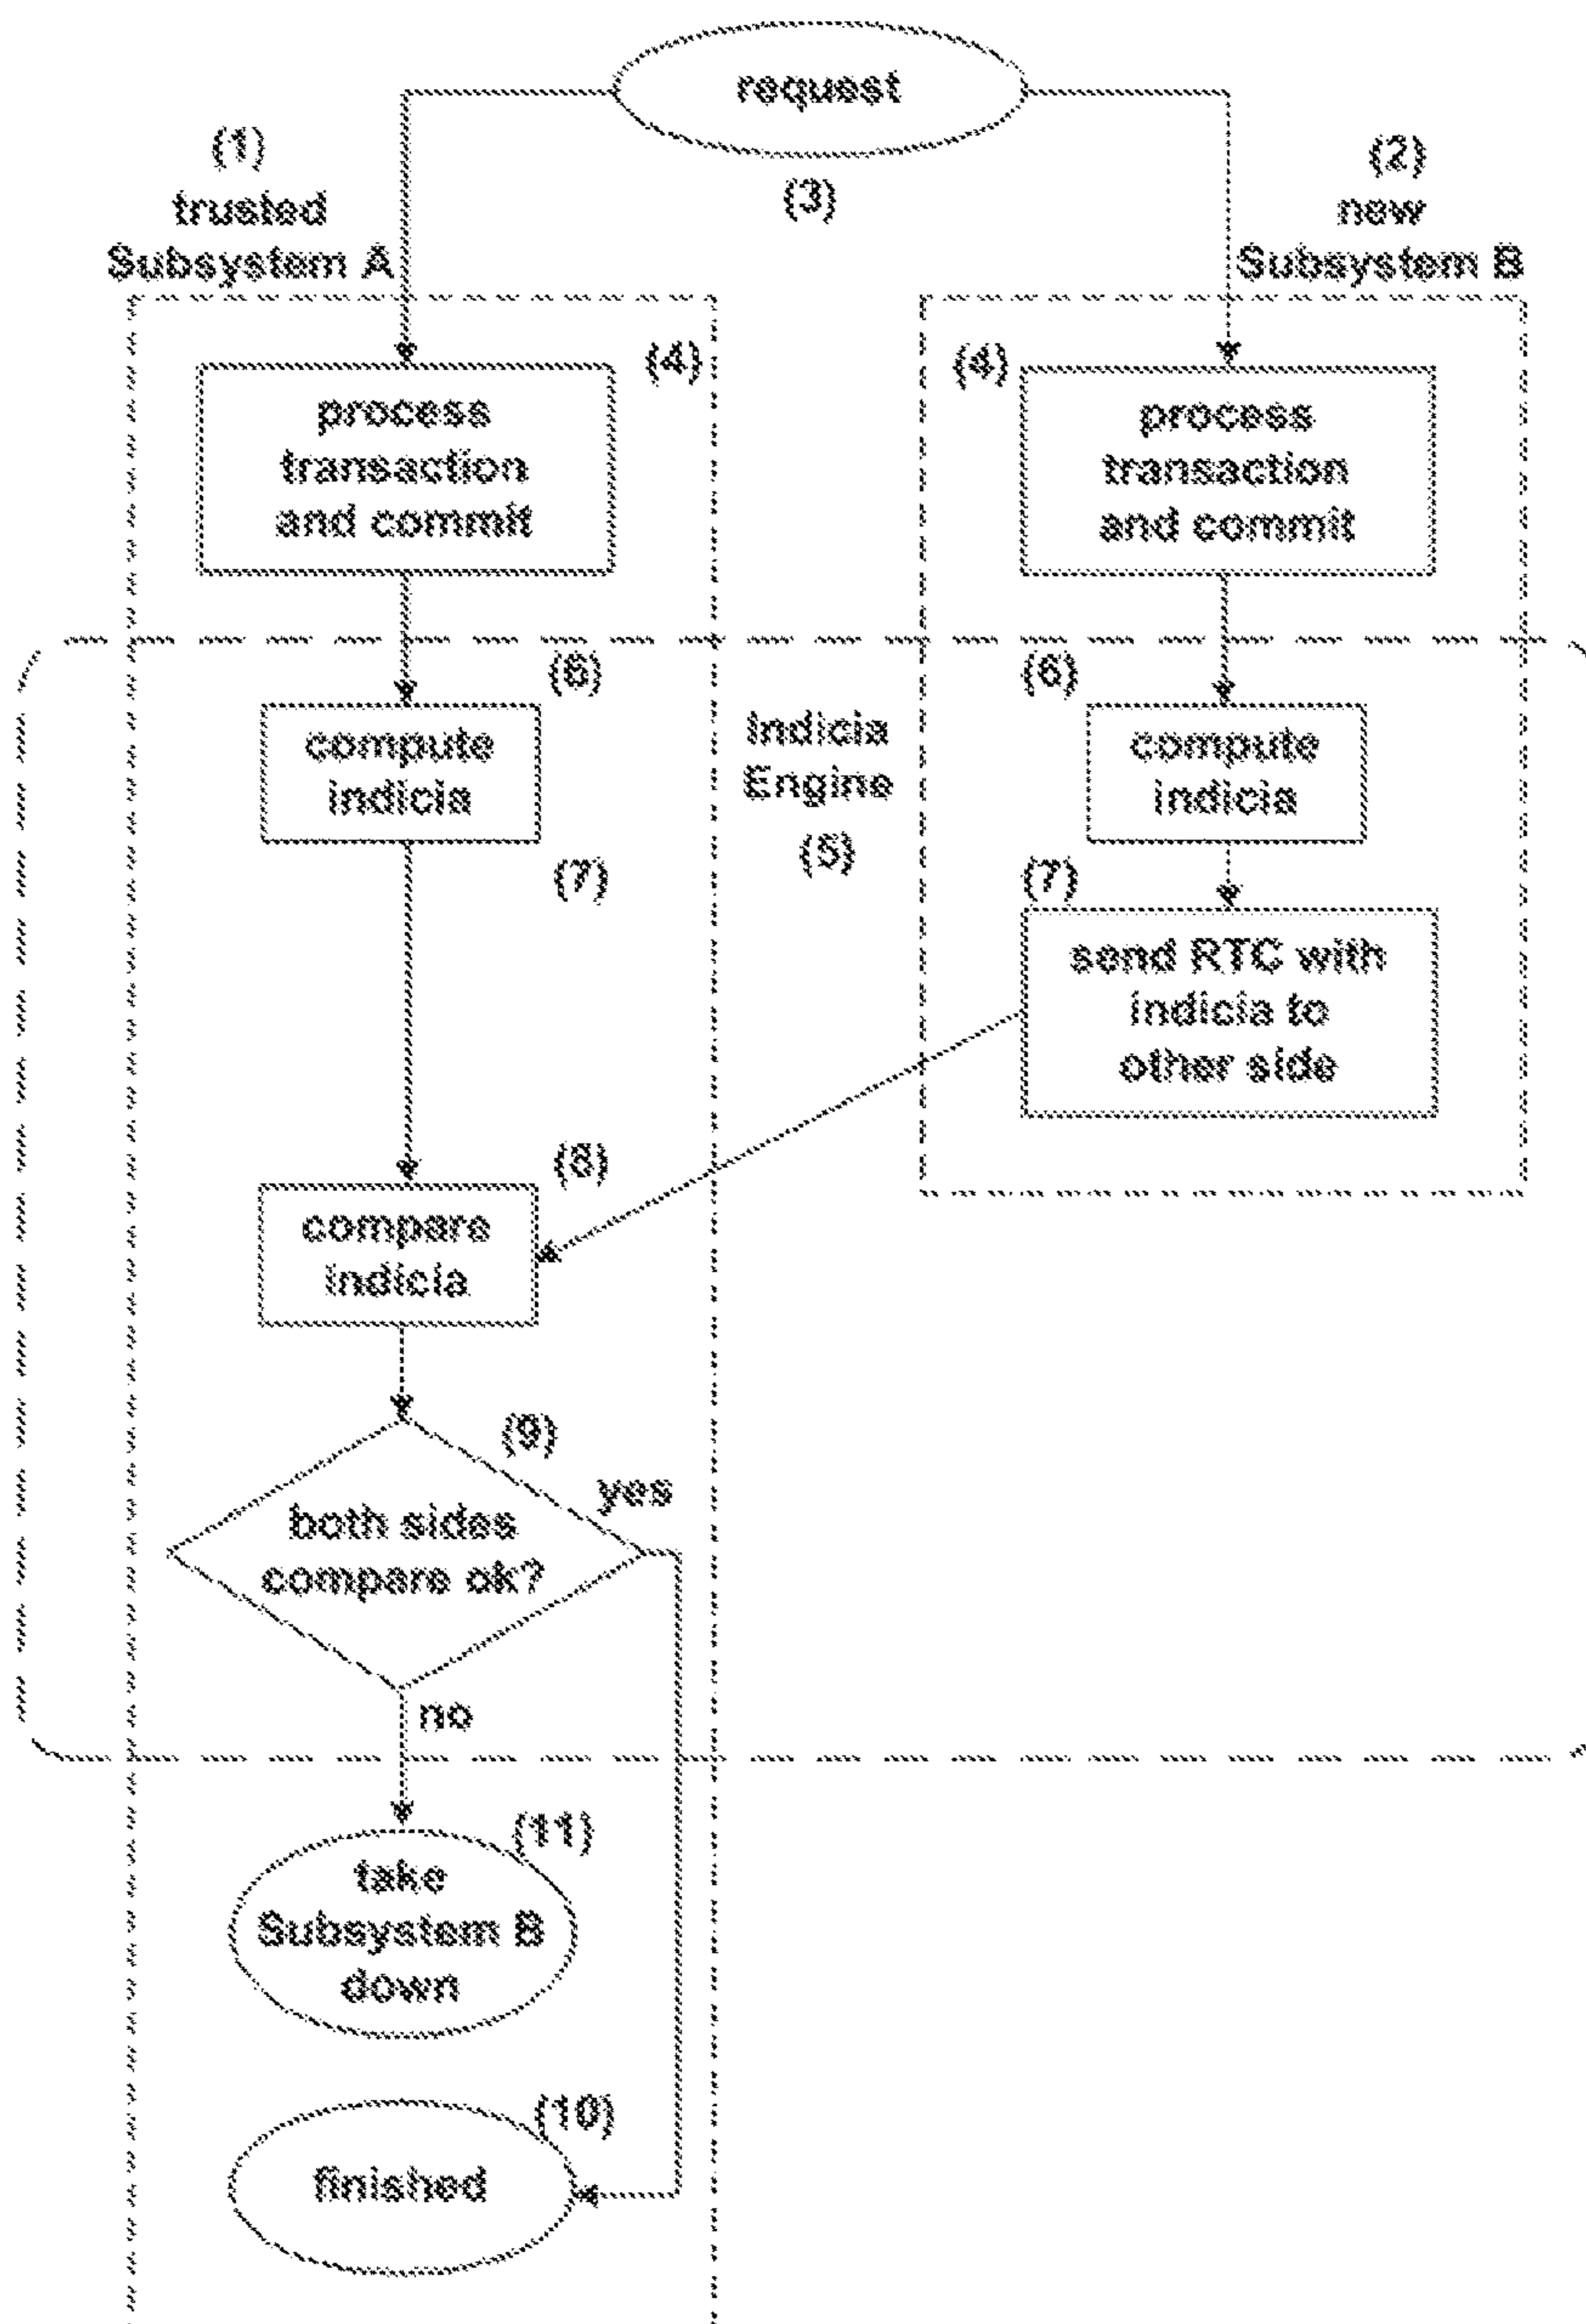 request
(3)
(1)
trusted
Subsystem A
(2)
new
Subsystem B
(4)
process
transaction
and commit
(4)
process
transaction
and commit
(6)
compute
indicia
(7)
Indicia
Engine
(5)
(6)
compute
indicia
(7)
send RTC with
indicia to
other side
(8)
compare
indicia
(9)
yes
both sides
compare ok?
no
(11)
take
Subsystem B
down
(10)
finished